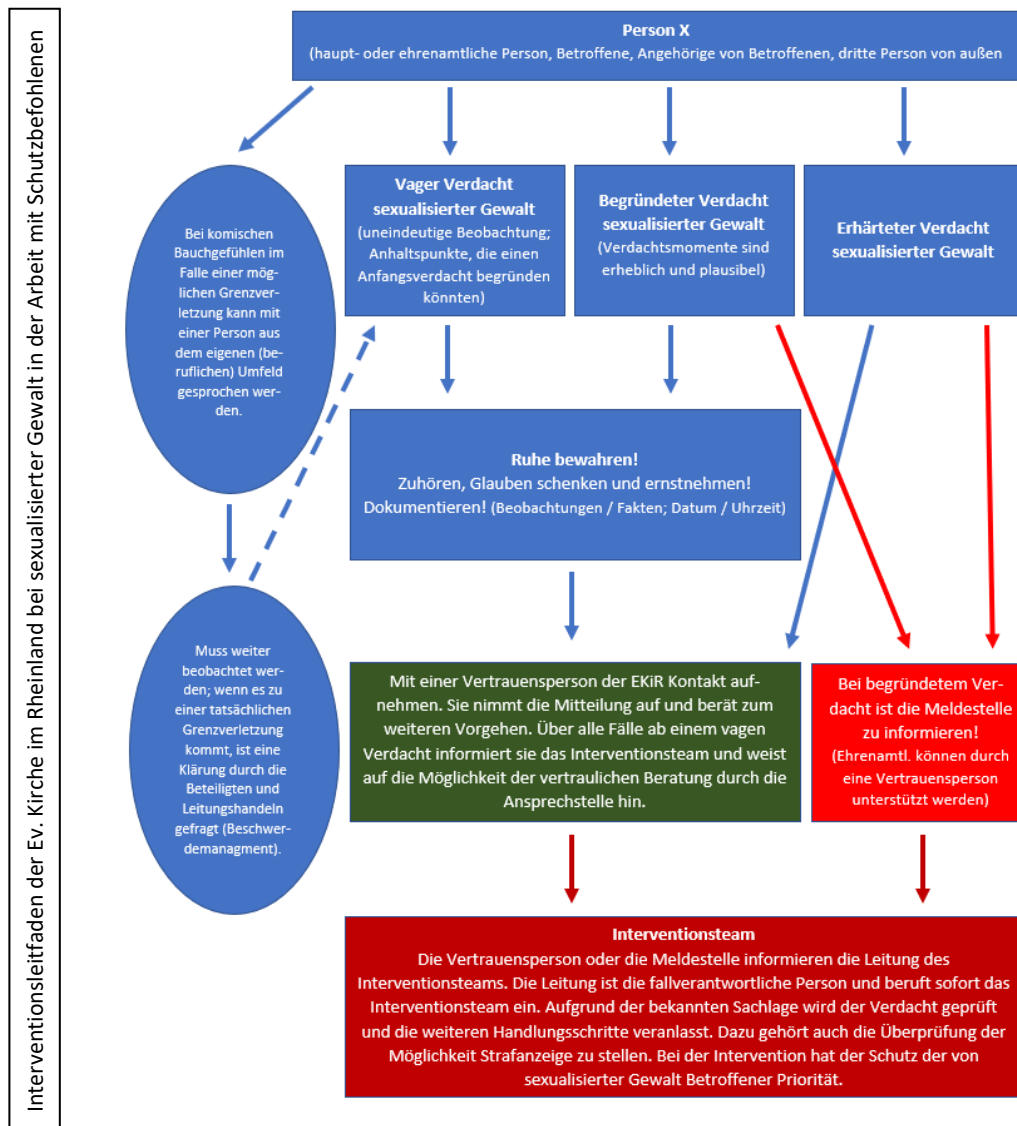 Interventionsleitfaden der Ev. Kirche im Rheinland bei sexualisierter Gewalt in der Arbeit mit Schutzbefohlenen
Person X
(haupt- oder ehrenamtliche Person, Betroffene, Angehörige von Betroffenen, dritte Person von außen
Bei komischen
Bauchgefühlen im
Falle einer mög-
lichen Grenzver-
letzung kann mit
einer Person aus
dem eigenen (be-
ruflichen) Umfeld
gesprochen wer-
den.
Vager Verdacht
sexualisierter Gewalt
(uneindeutige Beobachtung;
Anhaltspunkte, die einen
Anfangsverdacht begründen
könnten)
Begründeter Verdacht
sexualisierter Gewalt
(Verdachtsmomente sind
erheblich und plausibel)
Erhärteter Verdacht
sexualisierter Gewalt
Ruhe bewahren!
Zuhören, Glauben schenken und ernstnehmen!
Dokumentieren! (Beobachtungen / Fakten; Datum / Uhrzeit)
Muss weiter
beobachtet wer-
den; wenn es zu
einer tatsächlichen
Grenzverletzung
kommt, ist eine
Klärung durch die
Beteiligten und
Leitungshandeln
gefragt (Beschwer-
demanagment).
Mit einer Vertrauensperson der EKiR Kontakt auf-
nehmen. Sie nimmt die Mitteilung auf und berät zum
weiteren Vorgehen. Über alle Fälle ab einem vagen
Verdacht informiert sie das Interventionsteam und weist
auf die Möglichkeit der vertraulichen Beratung durch die
Ansprechstelle hin.
Bei begründetem Ver-
dacht ist die Meldestelle
zu informieren!
(Ehrenamtl. können durch
eine Vertrauensperson
unterstützt werden)
Interventionsteam
Die Vertrauensperson oder die Meldestelle informieren die Leitung des
Interventionsteams. Die Leitung ist die fallverantwortliche Person und beruft sofort das
Interventionsteam ein. Aufgrund der bekannten Sachlage wird der Verdacht geprüft
und die weiteren Handlungsschritte veranlasst. Dazu gehört auch die Überprüfung der
Möglichkeit Strafanzeige zu stellen. Bei der Intervention hat der Schutz der von
sexualisierter Gewalt Betroffener Priorität.